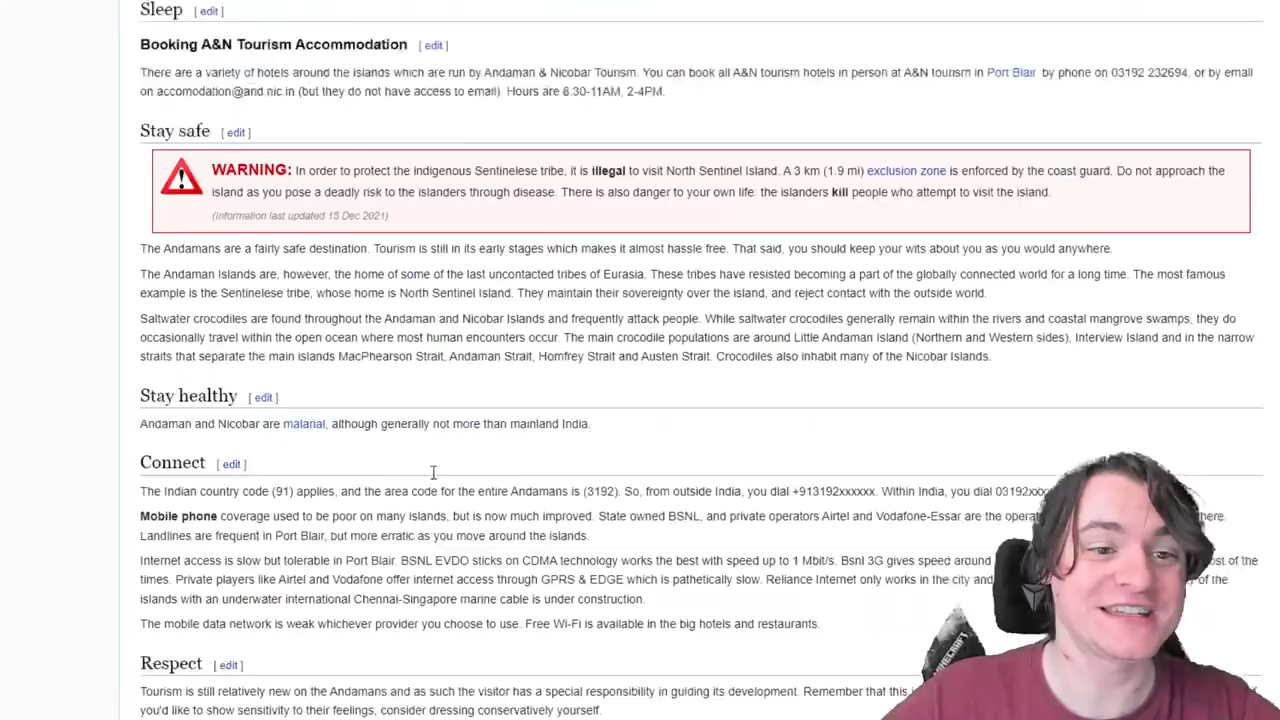 Sleep [ edit ]
Booking A&N Tourism Accommodation [ edit ]
There are a variety of hotels around the islands which are run by Andaman & Nicobar Tourism. You can book all A&N tourism hotels in person at A&N tourism in Port Blair by phone on 03192 232694, or by email
on accomodation@and.nic.in (but they do not have access to email). Hours are 8.30-11AM, 2-4PM.
Stay safe [ edit ]
WARNING: In order to protect the indigenous Sentinelese tribe, it is illegal to visit North Sentinel Island. A 3 km (1.9 mi) exclusion zone is enforced by the coast guard. Do not approach the
island as you pose a deadly risk to the islanders through disease. There is also danger to your own life: the islanders kill people who attempt to visit the island.
(Information last updated 15 Dec 2021)
The Andamans are a fairly safe destination. Tourism is still in its early stages which makes it almost hassle free. That said, you should keep your wits about you as you would anywhere.
The Andaman Islands are, however, the home of some of the last uncontacted tribes of Eurasia. These tribes have resisted becoming a part of the globally connected world for a long time. The most famous
example is the Sentinelese tribe, whose home is North Sentinel Island. They maintain their sovereignty over the island, and reject contact with the outside world.
Saltwater crocodiles are found throughout the Andaman and Nicobar Islands and frequently attack people. While saltwater crocodiles generally remain within the rivers and coastal mangrove swamps, they do
occasionally travel within the open ocean where most human encounters occur. The main crocodile populations are around Little Andaman Island (Northern and Western sides), Interview Island and in the narrow
straits that separate the main islands MacPhearson Strait, Andaman Strait, Homfrey Strait and Austen Strait. Crocodiles also inhabit many of the Nicobar Islands.
Stay healthy [ edit ]
Andaman and Nicobar are malarial, although generally not more than mainland India.
Connect [ edit ]
The Indian country code (91) applies, and the area code for the entire Andamans is (3192). So, from outside India, you dial +913192xxxxxx. Within India, you dial
Mobile phone coverage used to be poor on many islands, but is now much improved. State owned BSNL, and private operators Airtel and Vodafone-Essar are the
Landlines are frequent in Port Blair, but more erratic as you move around the islands.
Internet access is slow but tolerable in Port Blair. BSNL EVDO sticks on CDMA technology works the best with speed up to 1 Mbit/s. Bsnl 3G gives speed around of the
times. Private players like Airtel and Vodafone offer internet access through GPRS & EDGE which is pathetically slow. Reliance Internet only works in the city and of the
islands with an underwater international Chennai-Singapore marine cable is under construction.
The mobile data network is weak whichever provider you choose to use. Free Wi-Fi is available in the big hotels and restaurants.
Respect [ edit ]
Tourism is still relatively new on the Andamans and as such the visitor has a special responsibility in guiding its development. Remember that this if
you'd like to show sensitivity to their feelings, consider dressing conservatively yourself.
MINECRAFT